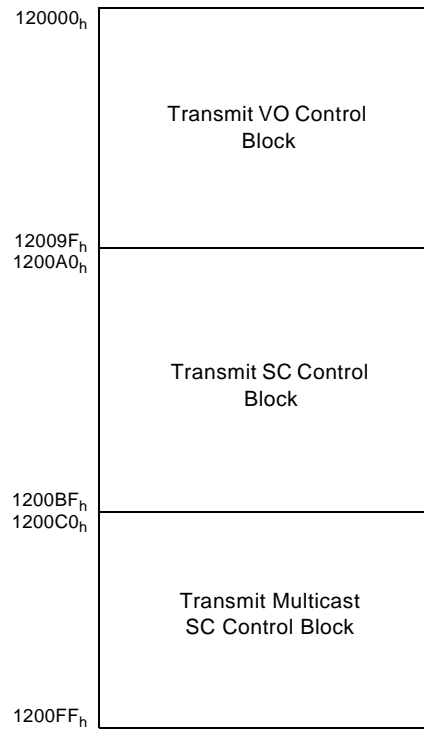 120000h
Transmit VO Control
Block
12009Fh
1200A0h
Transmit SC Control
Block
1200BFh
1200C0h
Transmit Multicast
SC Control Block
1200FFh